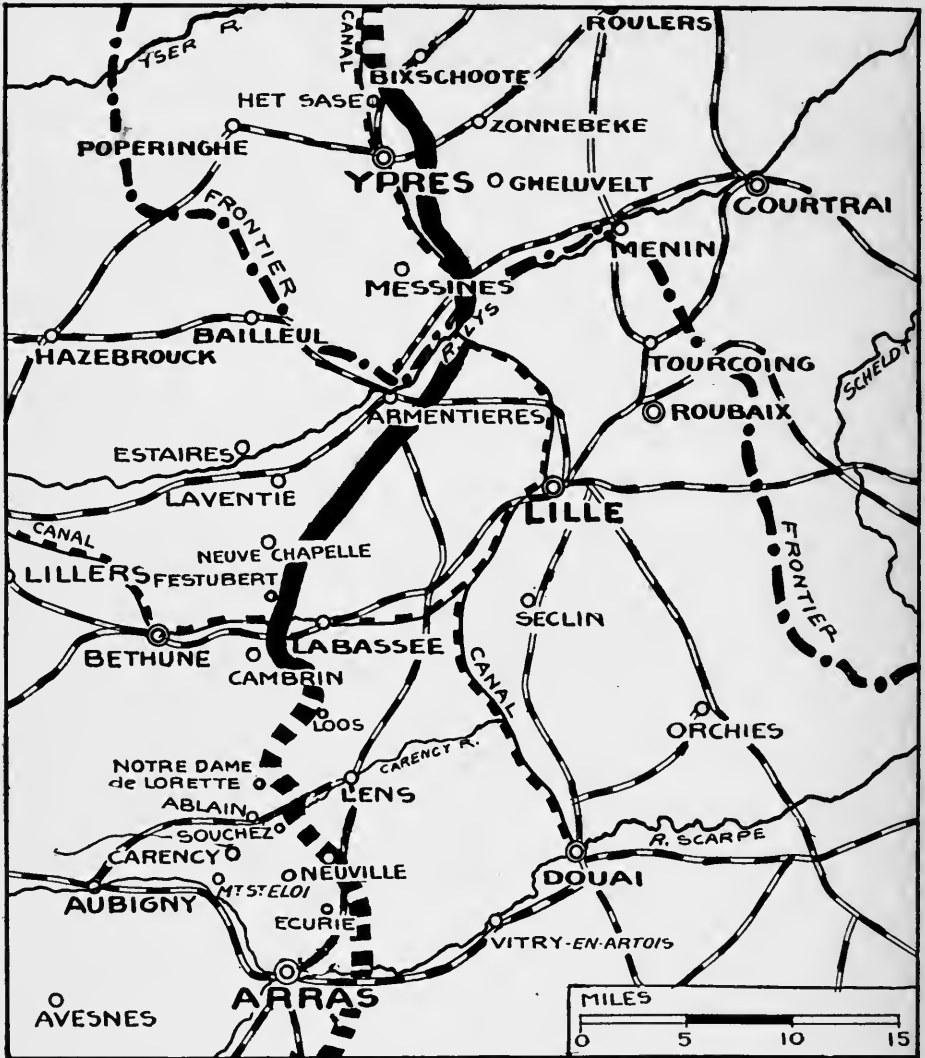 ROULERS
YSER R.
CANAL
BIXSCHOOTE
HET SASE
ZONNEBEKE
POPERINGHE
YPRES
GHELUVELT
COURTRAI
FRONTIER
MENIN
MESSINES
BAILLEUL
R. LYS
HAZEBROUCK
TOURCOING
SCHELDT
ARMENTIERES
ROUBAIX
ESTAIRES
LAVENTIE
LILLE
CANAL
NEUVE CHAPELLE
FRONTIER
LILLERS
FESTUBERT
SECLIN
BETHUNE
LABASSEE
CAMBRIN
CANAL
LOOS
ORCHIES
NOTRE DAME
de LORETTE
CARENCY R.
LENS
ABLAIN
SOUCHEZ
R. SCARPE
CARENCY
NEUVILLE
DOUAI
MT ST ELOI
AUBIGNY
ECURIE
VITRY-EN-ARTOIS
ARRAS
AVESNES
MILES
0 5 10 15